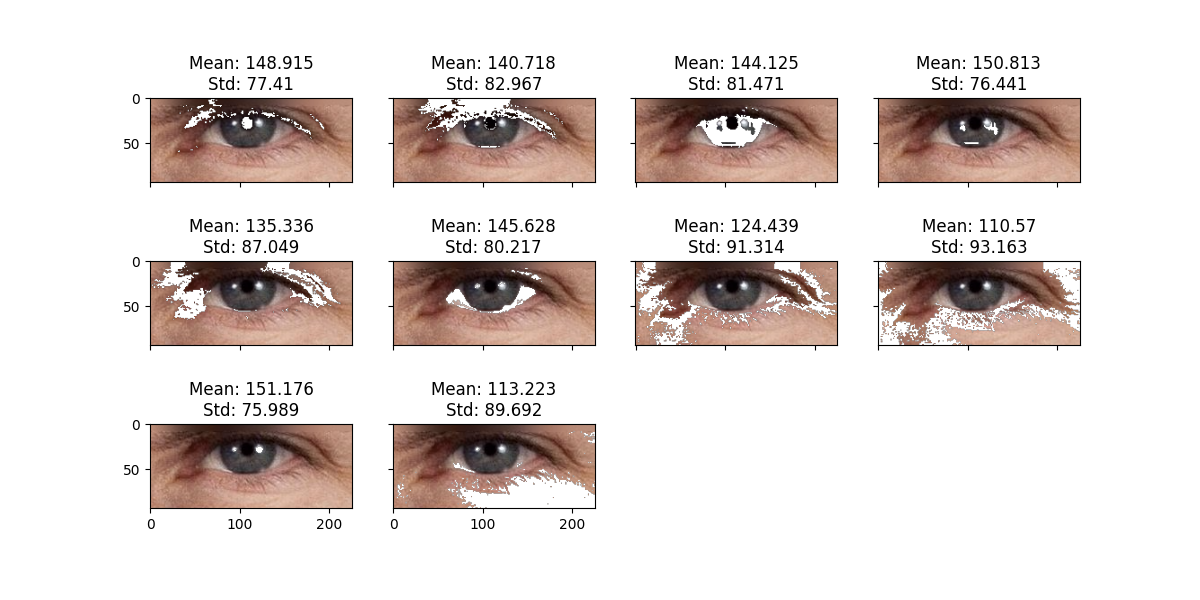 Mean: 148.915
Std: 77.41
Mean: 140.718
Std: 82.967
Mean: 144.125
Std: 81.471
Mean: 150.813
Std: 76.441
0
50
Mean: 135.336
Std: 87.049
Mean: 145.628
Std: 80.217
Mean: 124.439
Std: 91.314
Mean: 110.57
Std: 93.163
0
50
Mean: 151.176
Std: 75.989
Mean: 113.223
Std: 89.692
0
50
0 100 200
0 100 200